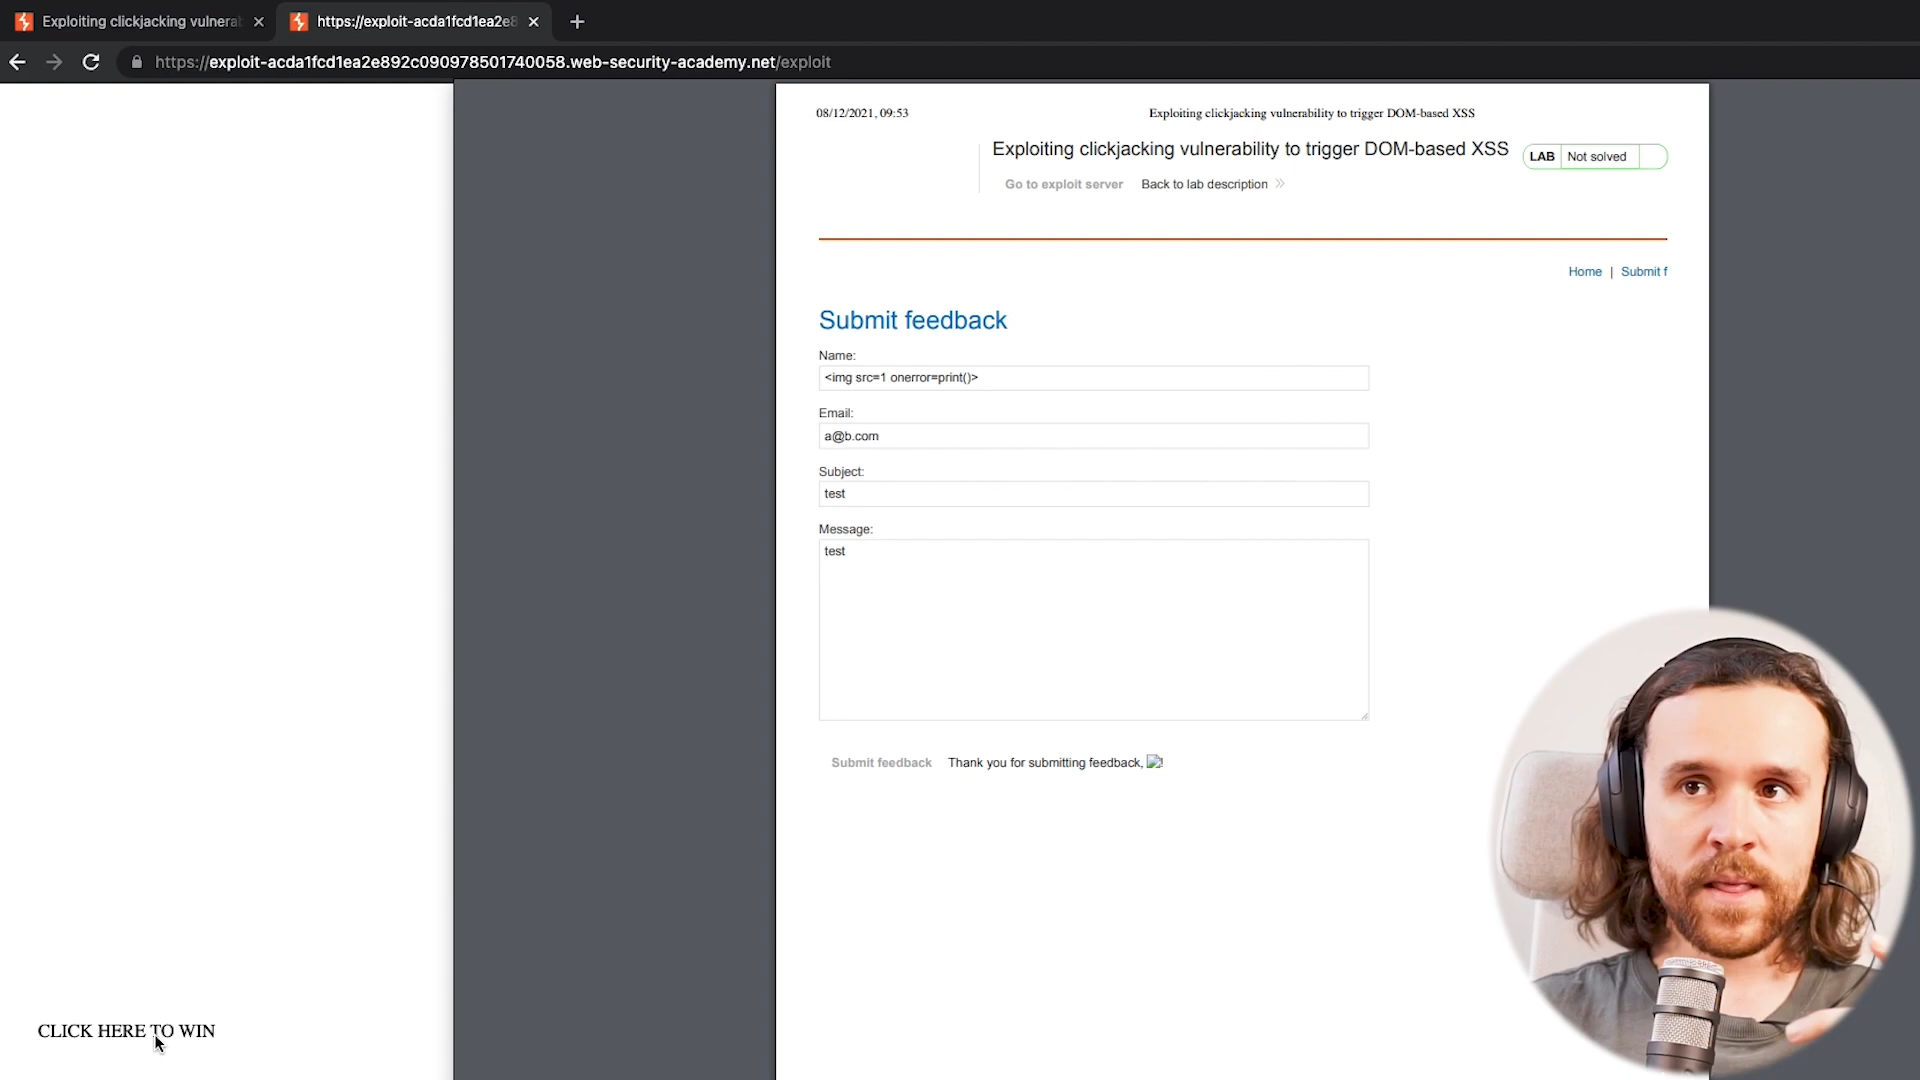 Exploiting clickjacking vulnera
https://exploit-acda1fcd1ea2e8
https://exploit-acda1fcd1ea2e892c090978501740058.web-security-academy.net/exploit
08/12/2021, 09:53
Exploiting clickjacking vulnerability to trigger DOM-based XSS
Exploiting clickjacking vulnerability to trigger DOM-based XSS
LAB Not solved
Go to exploit server Back to lab description
Home | Submit f
Submit feedback
Name:
<img src=1 onerror=print()>
Email:
a@b.com
Subject:
test
Message:
test
Submit feedback Thank you for submitting feedback, !
CLICK HERE TO WIN